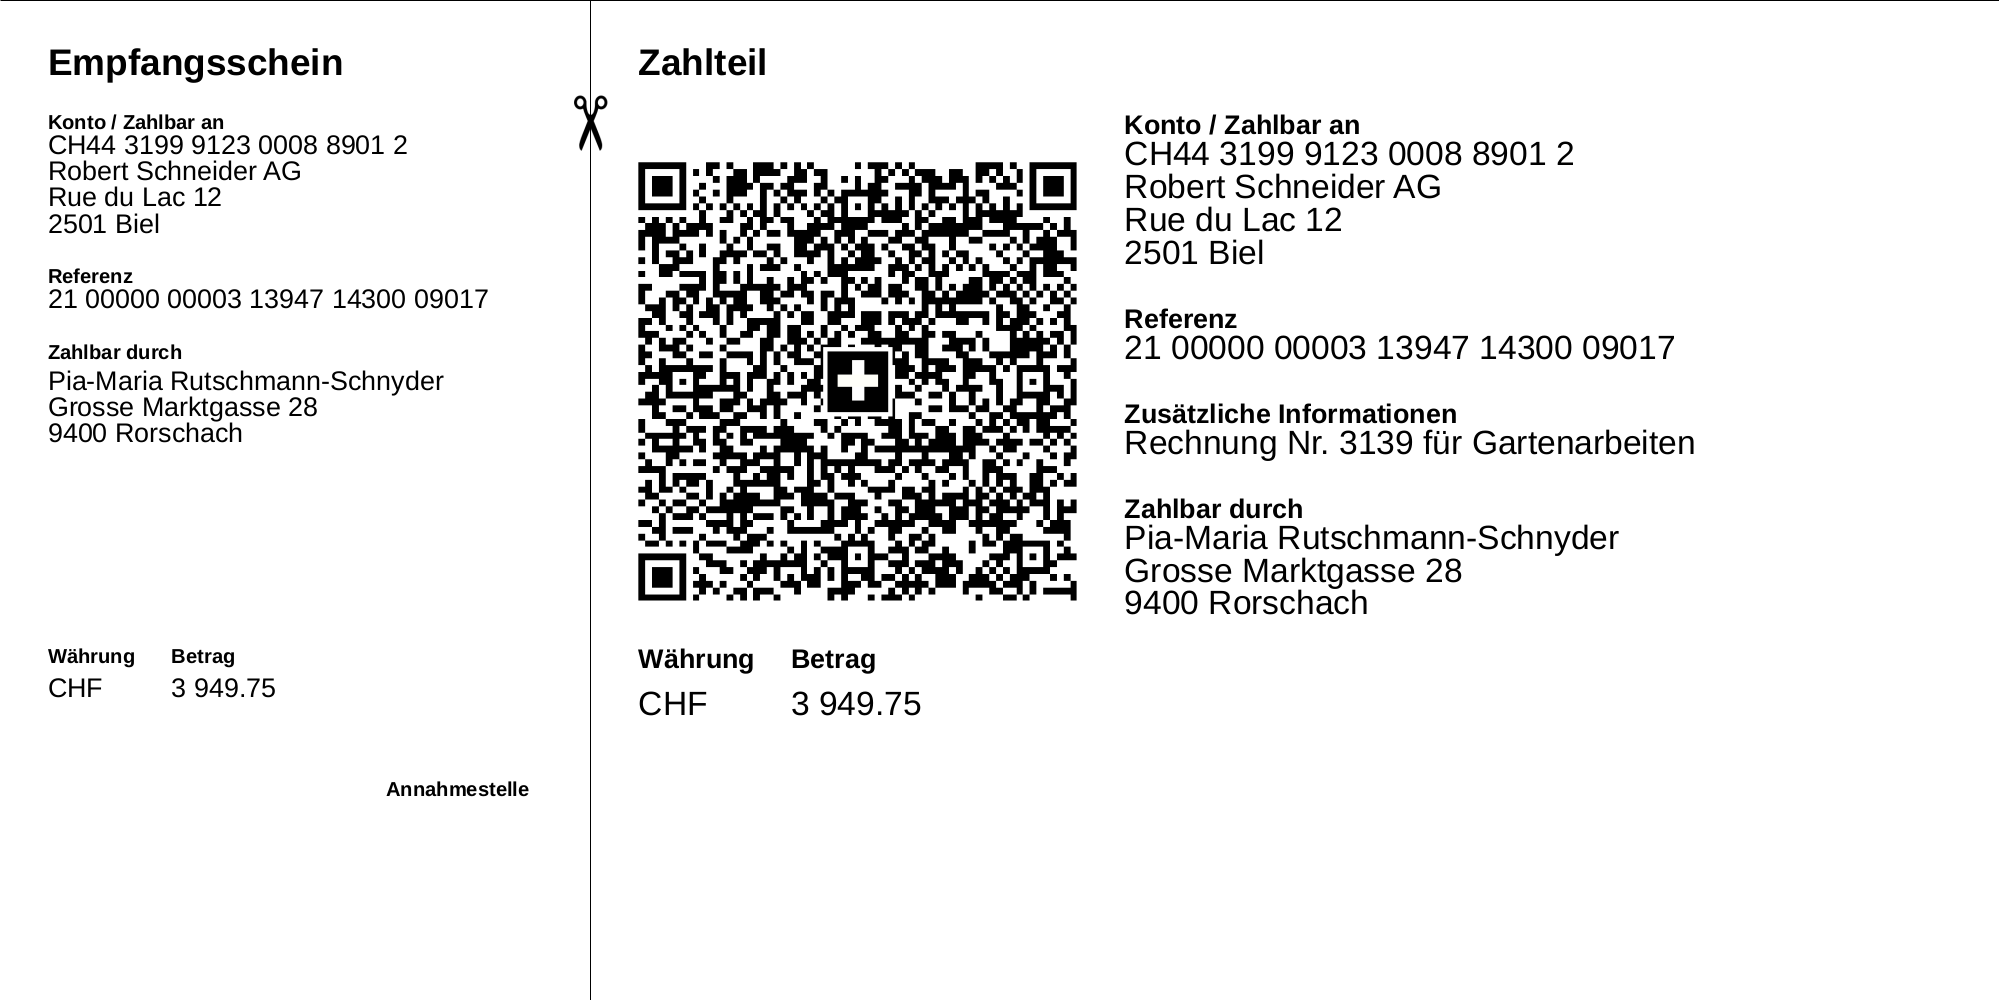 Empfangsschein
Konto / Zahlbar an
CH44 3199 9123 0008 8901 2
Robert Schneider AG
Rue du Lac 12
2501 Biel
Referenz
21 00000 00003 13947 14300 09017
Zahlbar durch
Pia-Maria Rutschmann-Schnyder
Grosse Marktgasse 28
9400 Rorschach
Währung Betrag
CHF 3 949.75
Annahmestelle
Zahlteil
Währung Betrag
CHF 3 949.75
Konto / Zahlbar an
CH44 3199 9123 0008 8901 2
Robert Schneider AG
Rue du Lac 12
2501 Biel
Referenz
21 00000 00003 13947 14300 09017
Zusätzliche Informationen
Rechnung Nr. 3139 für Gartenarbeiten
Zahlbar durch
Pia-Maria Rutschmann-Schnyder
Grosse Marktgasse 28
9400 Rorschach